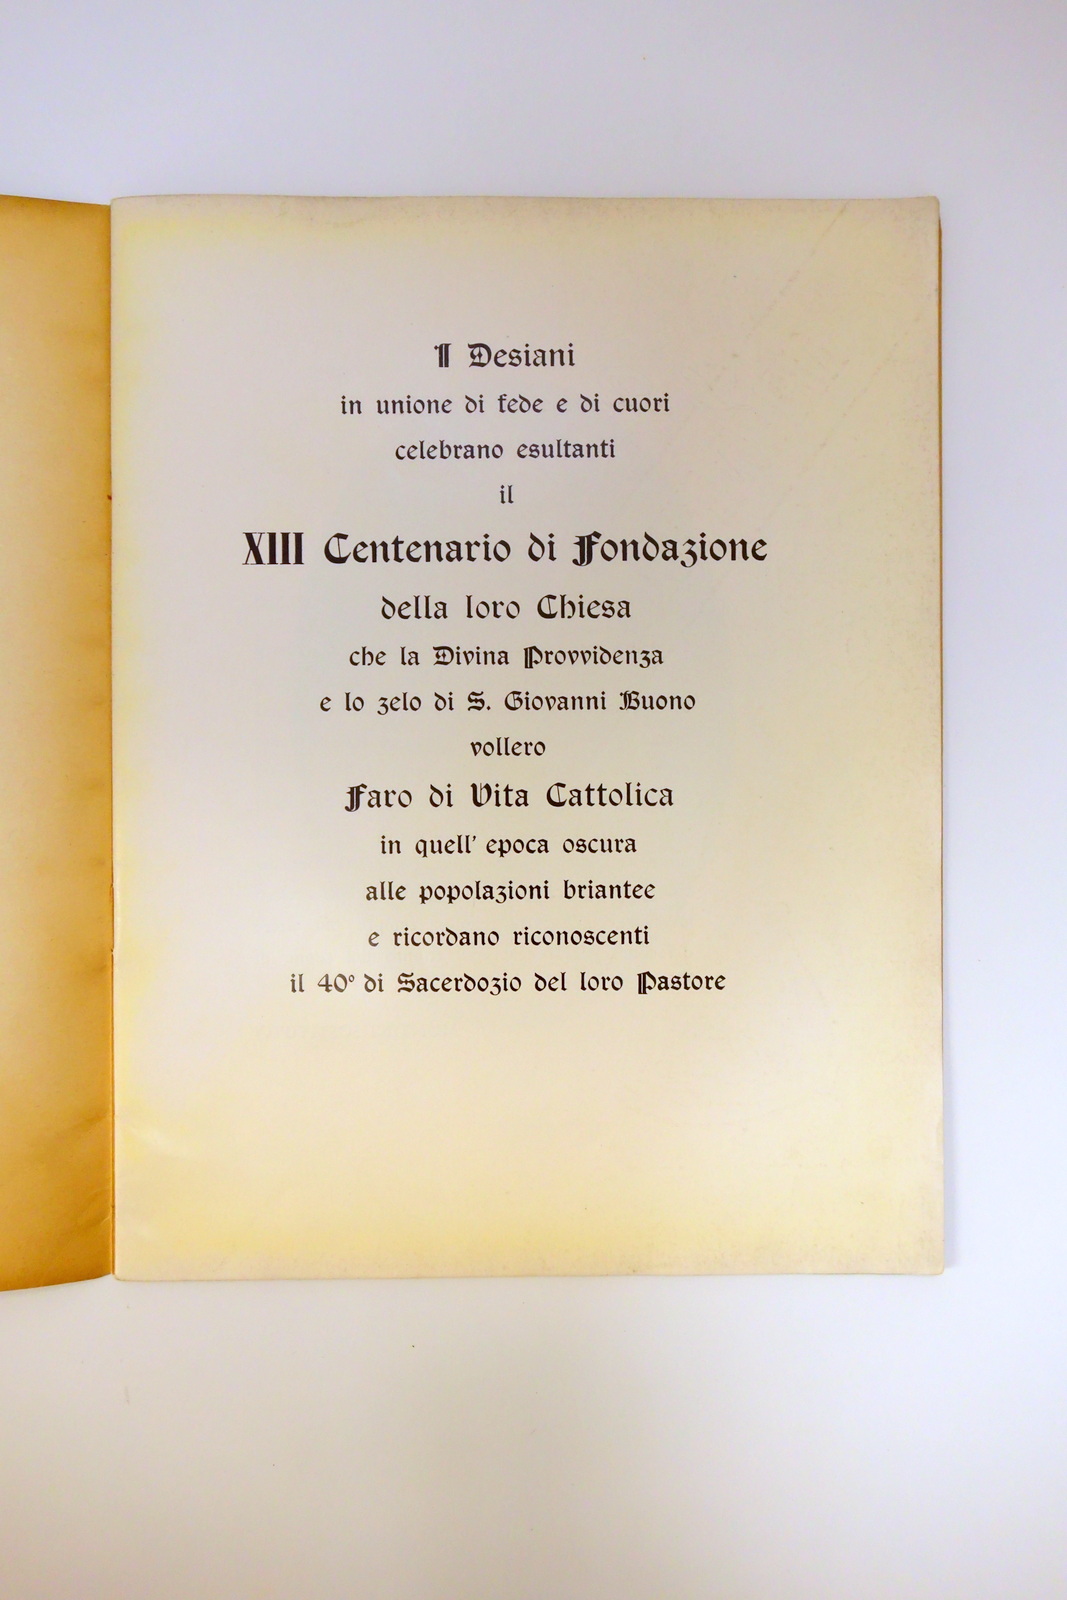 I Desiani
in unione di fede e di cuori
celebrano esultanti
il
XIII Centenario di Fondazione
della loro Chiesa
che la Divina Provvidenza
e lo zelo di S. Giovanni Buono
vollero
Faro di Vita Cattolica
in quell' epoca oscura
alle popolazioni briantee
e ricordano riconoscenti
il 40° di Sacerdozio del loro Pastore